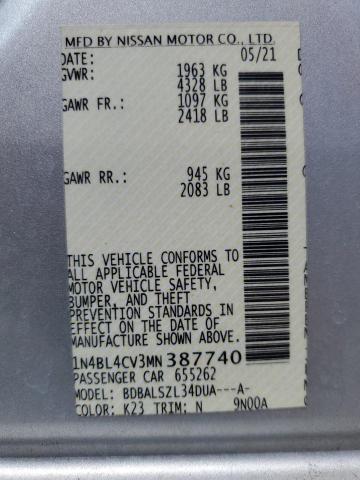 MFD BY NISSAN MOTOR CO., LTD.
DATE: 05/21
GVWR: 1963 KG
4328 LB
GAWR FR.: 1097 KG
2418 LB
GAWR RR.: 945 KG
2083 LB
THIS VEHICLE CONFORMS TO
ALL APPLICABLE FEDERAL
MOTOR VEHICLE SAFETY,
BUMPER, AND THEFT
PREVENTION STANDARDS IN
EFFECT ON THE DATE OF
MANUFACTURE SHOWN ABOVE.
1N4BL4CV3MN387740
PASSENGER CAR 655262
MODEL: BDBALSZL34DUA---A-
COLOR: K23 TRIM: N 9N00A